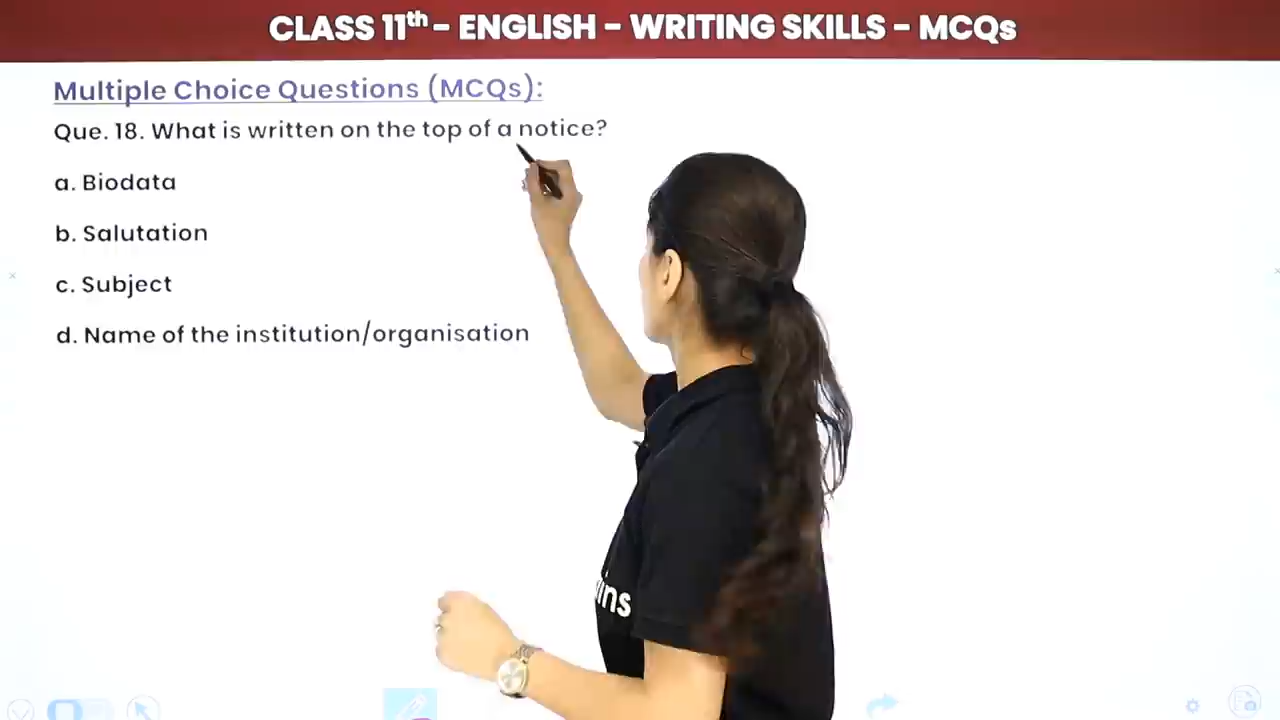 CLASS 11th - ENGLISH - WRITING SKILLS - MCQs
Multiple Choice Questions (MCQs):
Que. 18. What is written on the top of a notice?
a. Biodata
b. Salutation
c. Subject
d. Name of the institution/organisation